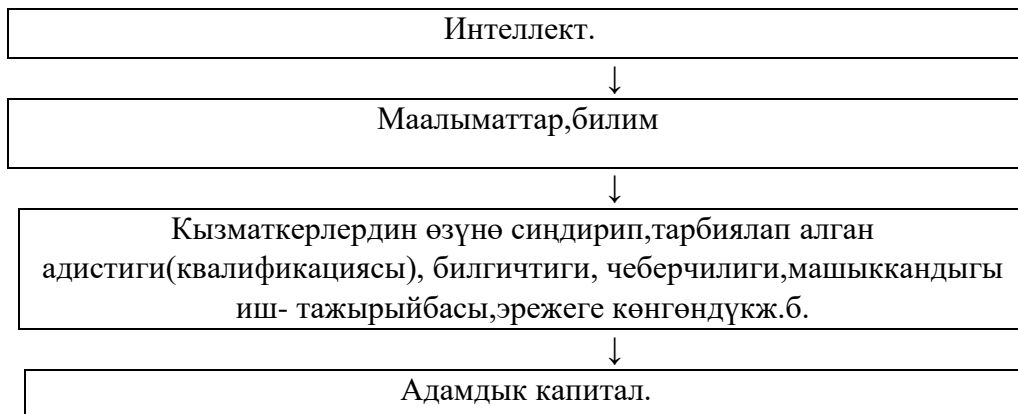 Интеллект.
↓
Маалыматтар,билим
↓
Кызматкерлердин өзүнө сиңдирип,тарбиялап алган
адистиги(квалификациясы), билгичтиги, чеберчилиги,машыккандыгы
иш- тажырыйбасы,эрежеге көнгөндүкж.б.
↓
Адамдык капитал.